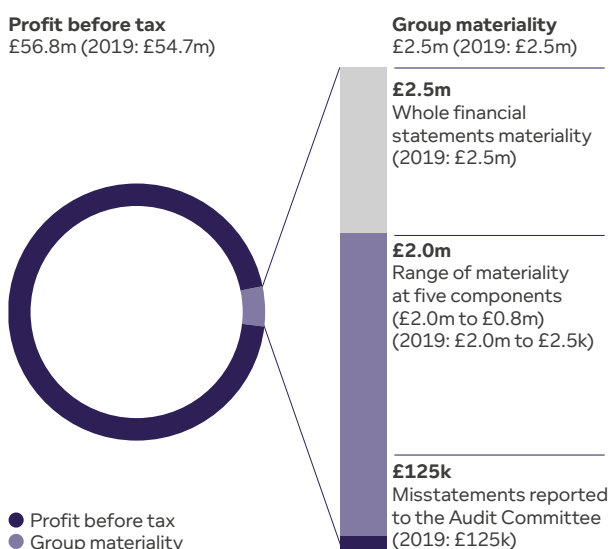 Profit before tax
£56.8m (2019: £54.7m)
Group materiality
£2.5m (2019: £2.5m)
£2.5m
Whole financial
statements materiality
(2019: £2.5m)
£2.0m
Range of materiality
at five components
(£2.0m to £0.8m)
(2019: £2.0m to £2.5k)
£125k
Misstatements reported
to the Audit Committee
(2019: £125k)
Profit before tax
Group materiality